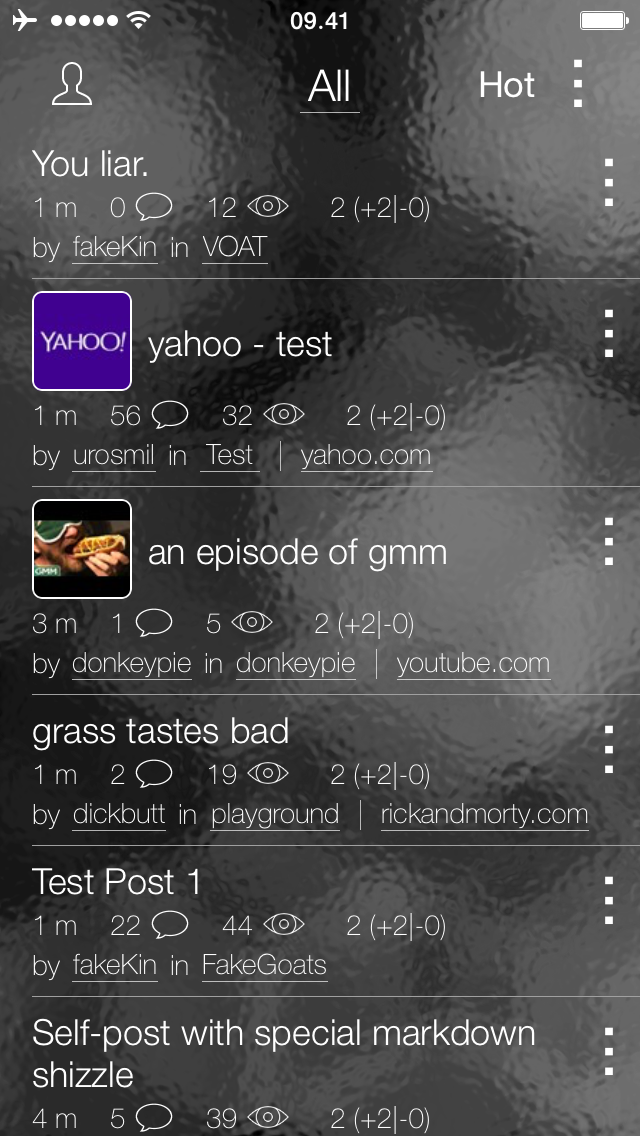 09.41
All Hot
You liar.
1 m 0 12 2 (+2|-0)
by fakeKin in VOAT
YAHOO! yahoo - test
1 m 56 32 2 (+2|-0)
by urosmil in Test | yahoo.com
GMM an episode of gmm
3 m 1 5 2 (+2|-0)
by donkeypie in donkeypie | youtube.com
grass tastes bad
1 m 2 19 2 (+2|-0)
by dickbutt in playground | rickandmorty.com
Test Post 1
1 m 22 44 2 (+2|-0)
by fakeKin in FakeGoats
Self-post with special markdown
shizzle
4 m 5 39 2 (+2|-0)